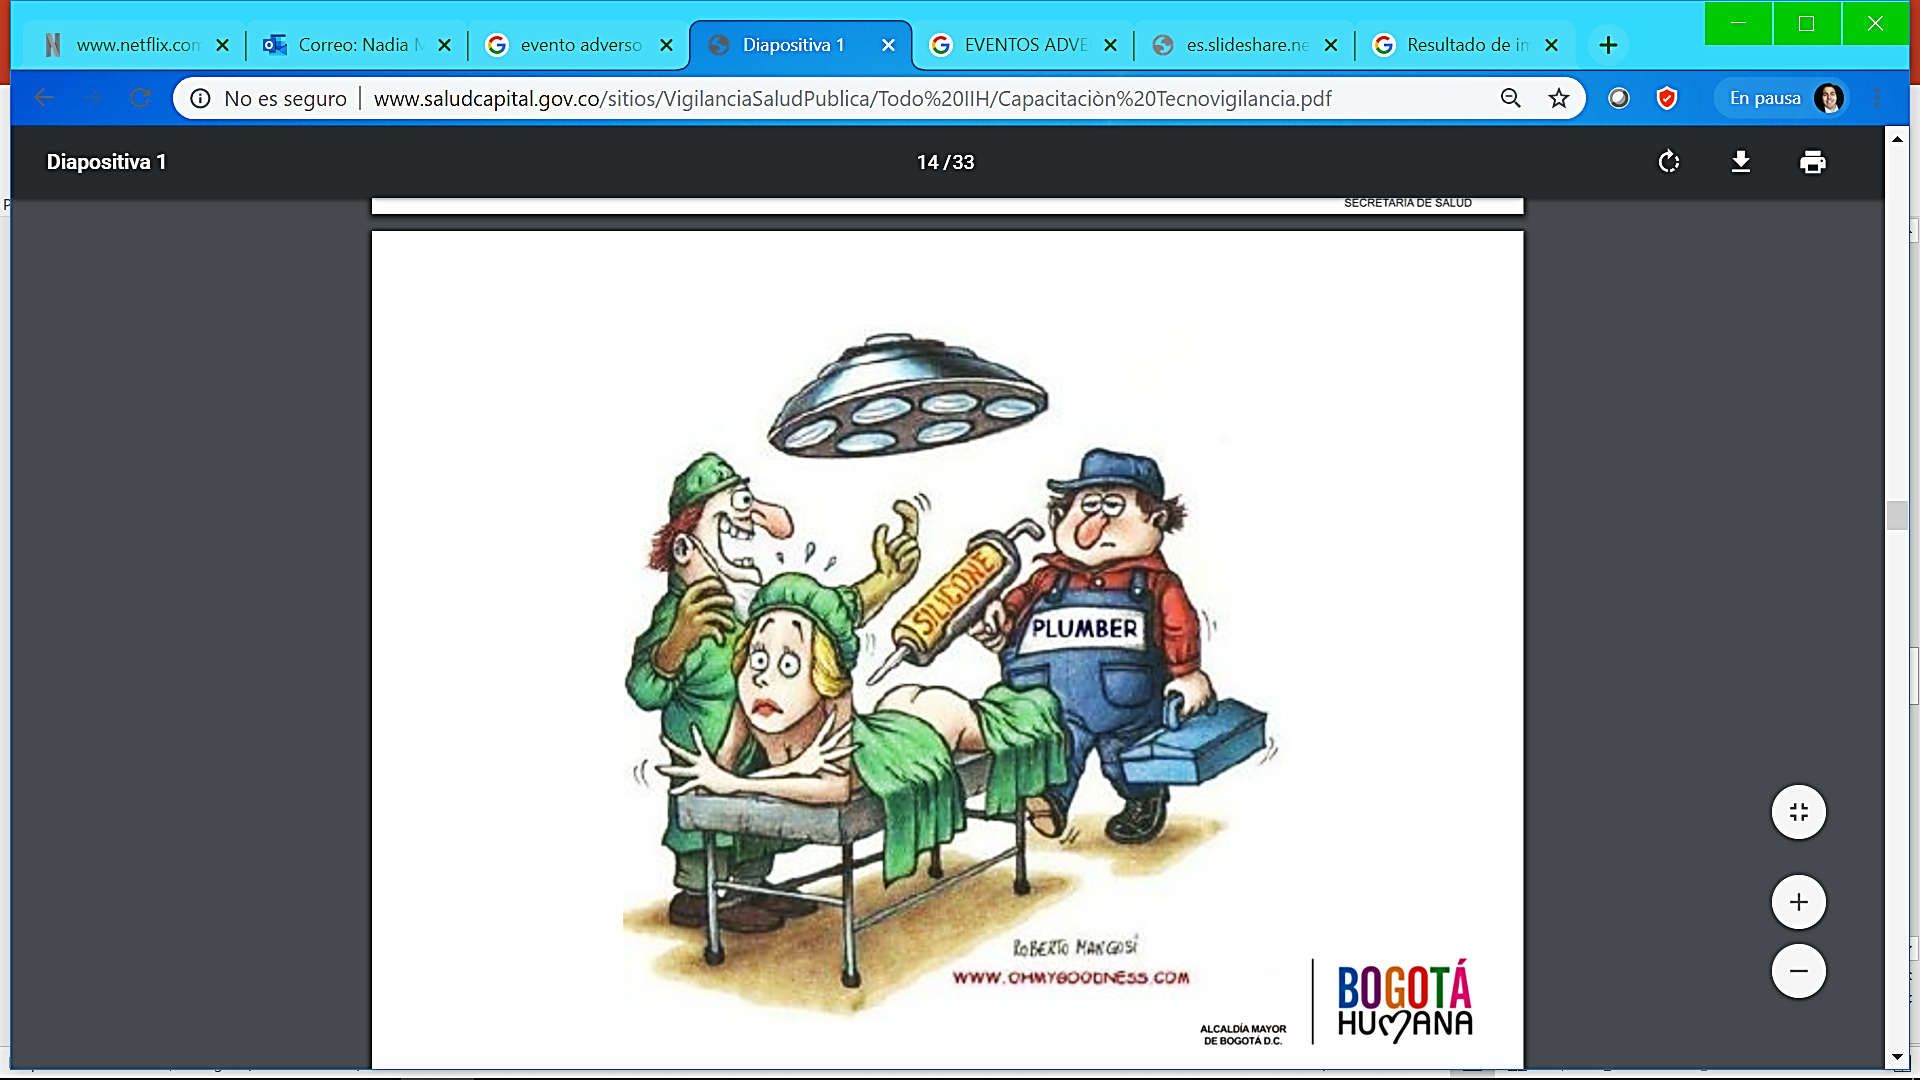 www.netflix.con
Correo: Nadia M
evento adverso
Diapositiva 1
EVENTOS ADVE
es.slideshare.ne
Resultado de in
No es seguro
www.saludcapital.gov.co/sitios/VigilanciaSaludPublica/Todo%20IIH/Capacitaciòn%20Tecnovigilancia.pdf
En pausa
Diapositiva 1
14 / 33
SECRETARÍA DE SALUD
SILICONE
PLUMBER
ROBERTO MANGOSÍ
WWW.OHMYGOODNESS.COM
ALCALDÍA MAYOR
DE BOGOTÁ D.C.
BOGOTÁ
HUMANA